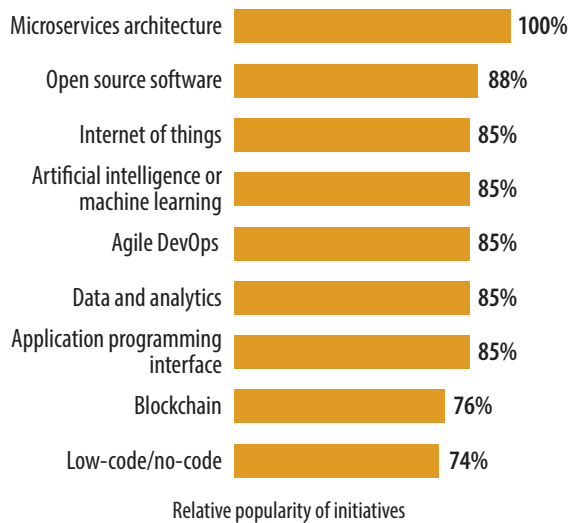 Microservices architecture 100%
Open source software 88%
Internet of things 85%
Artificial intelligence or
machine learning 85%
Agile DevOps 85%
Data and analytics 85%
Application programming
interface 85%
Blockchain 76%
Low-code/no-code 74%
Relative popularity of initiatives